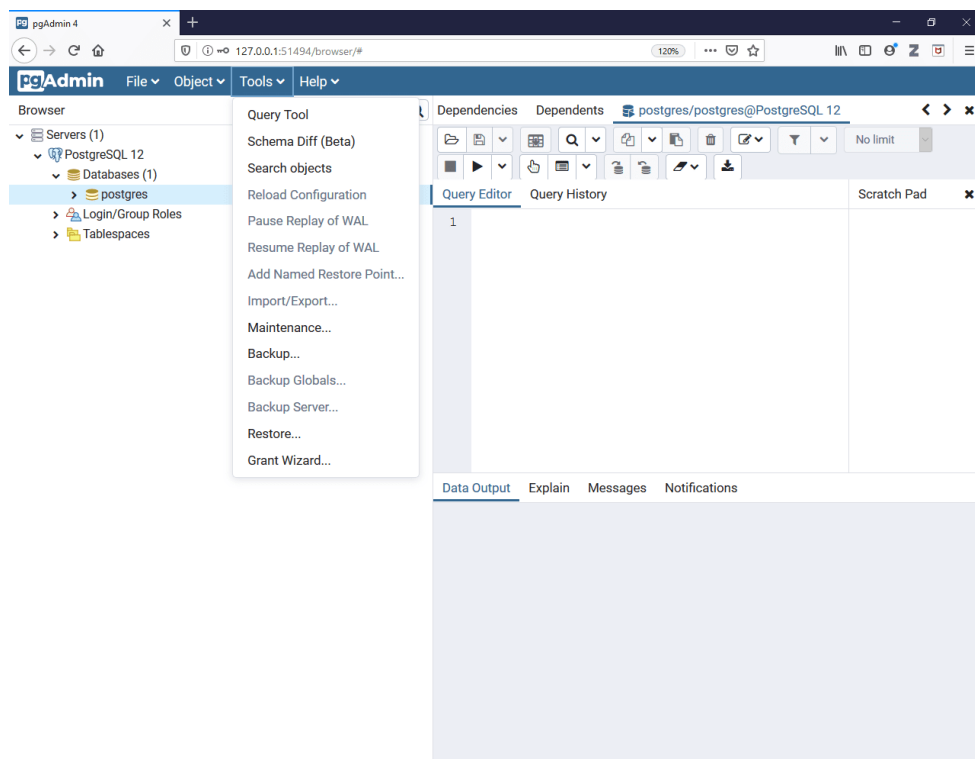 pgAdmin 4
127.0.0.1:51494/browser/#
120%
pgAdmin File Object Tools Help
Browser
Servers (1)
PostgreSQL 12
Databases (1)
postgres
Login/Group Roles
Tablespaces
Query Tool
Schema Diff (Beta)
Search objects
Reload Configuration
Pause Replay of WAL
Resume Replay of WAL
Add Named Restore Point...
Import/Export...
Maintenance...
Backup...
Backup Globals...
Backup Server...
Restore...
Grant Wizard...
Dependencies Dependents postgres/postgres@PostgreSQL 12
No limit
Query Editor Query History Scratch Pad
1
Data Output Explain Messages Notifications